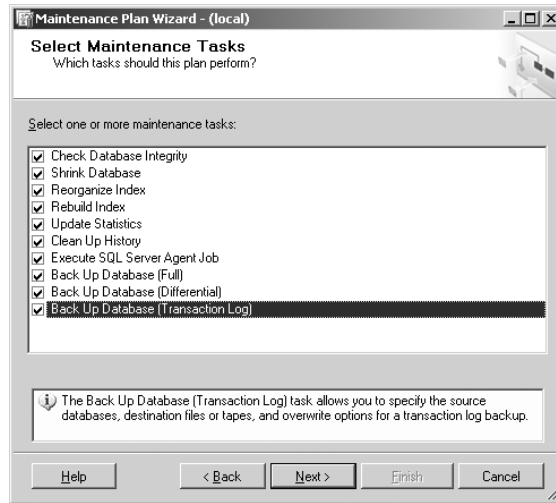 Maintenance Plan Wizard - (local)
Select Maintenance Tasks
Which tasks should this plan perform?
Select one or more maintenance tasks:
Check Database Integrity
Shrink Database
Reorganize Index
Rebuild Index
Update Statistics
Clean Up History
Execute SQL Server Agent Job
Back Up Database (Full)
Back Up Database (Differential)
Back Up Database (Transaction Log)
The Back Up Database (Transaction Log) task allows you to specify the source
databases, destination files or tapes, and overwrite options for a transaction log backup.
Help < Back Next > Finish Cancel